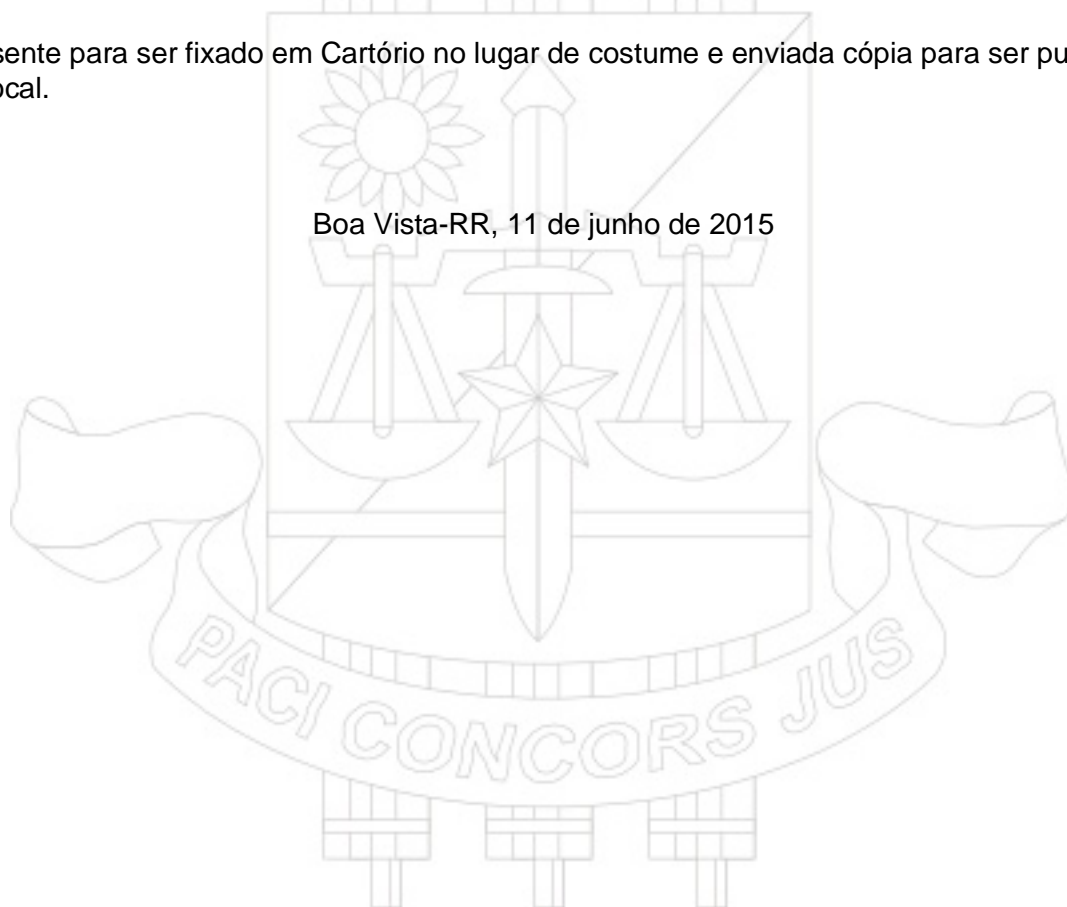 sente para ser fixado em Cartório no lugar de costume e enviada cópia para ser pu
ocal.
Boa Vista-RR, 11 de junho de 2015
PACI CONCORS JUS